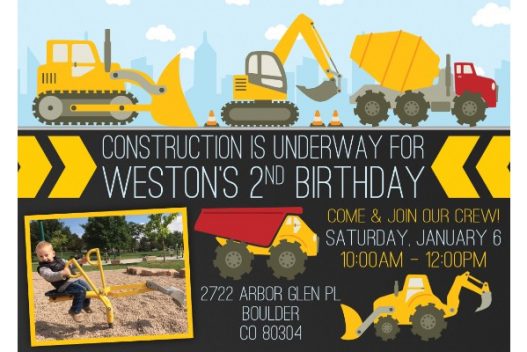 CONSTRUCTION IS UNDERWAY FOR
WESTON'S 2ND BIRTHDAY
COME & JOIN OUR CREW!
SATURDAY, JANUARY 6
10:00AM - 12:00PM
2722 ARBOR GLEN PL
BOULDER
CO 80304